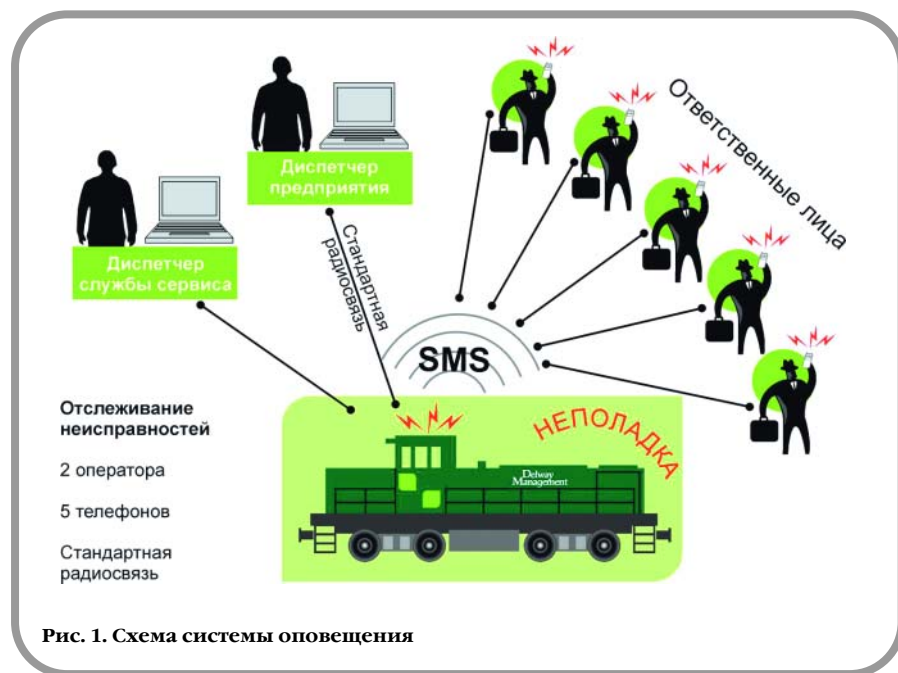 Диспетчер
предприятия
Диспетчер
службы сервиса
Стандартная
радиосвязь
Ответственные лица
SMS
НЕПОЛАДКА
Delway
Management
Отслеживание
неисправностей
2 оператора
5 телефонов
Стандартная
радиосвязь
Рис. 1. Схема системы оповещения